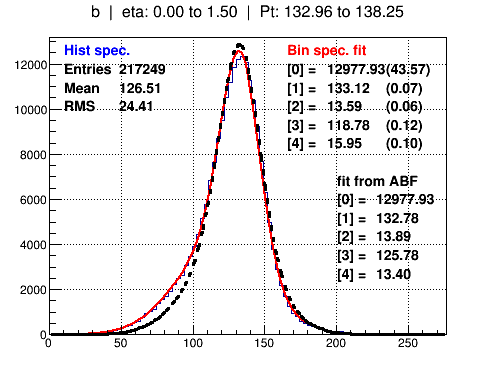 b | eta: 0.00 to 1.50 | Pt: 132.96 to 138.25
Hist spec.
Entries 217249
Mean 126.51
RMS 24.41
Bin spec. fit
[0] = 12977.93(43.57)
[1] = 133.12 (0.07)
[2] = 13.59 (0.06)
[3] = 118.78 (0.12)
[4] = 15.95 (0.10)
fit from ABF
[0] = 12977.93
[1] = 132.78
[2] = 13.89
[3] = 125.78
[4] = 13.40
12000
10000
8000
6000
4000
2000
0
0 50 100 150 200 250